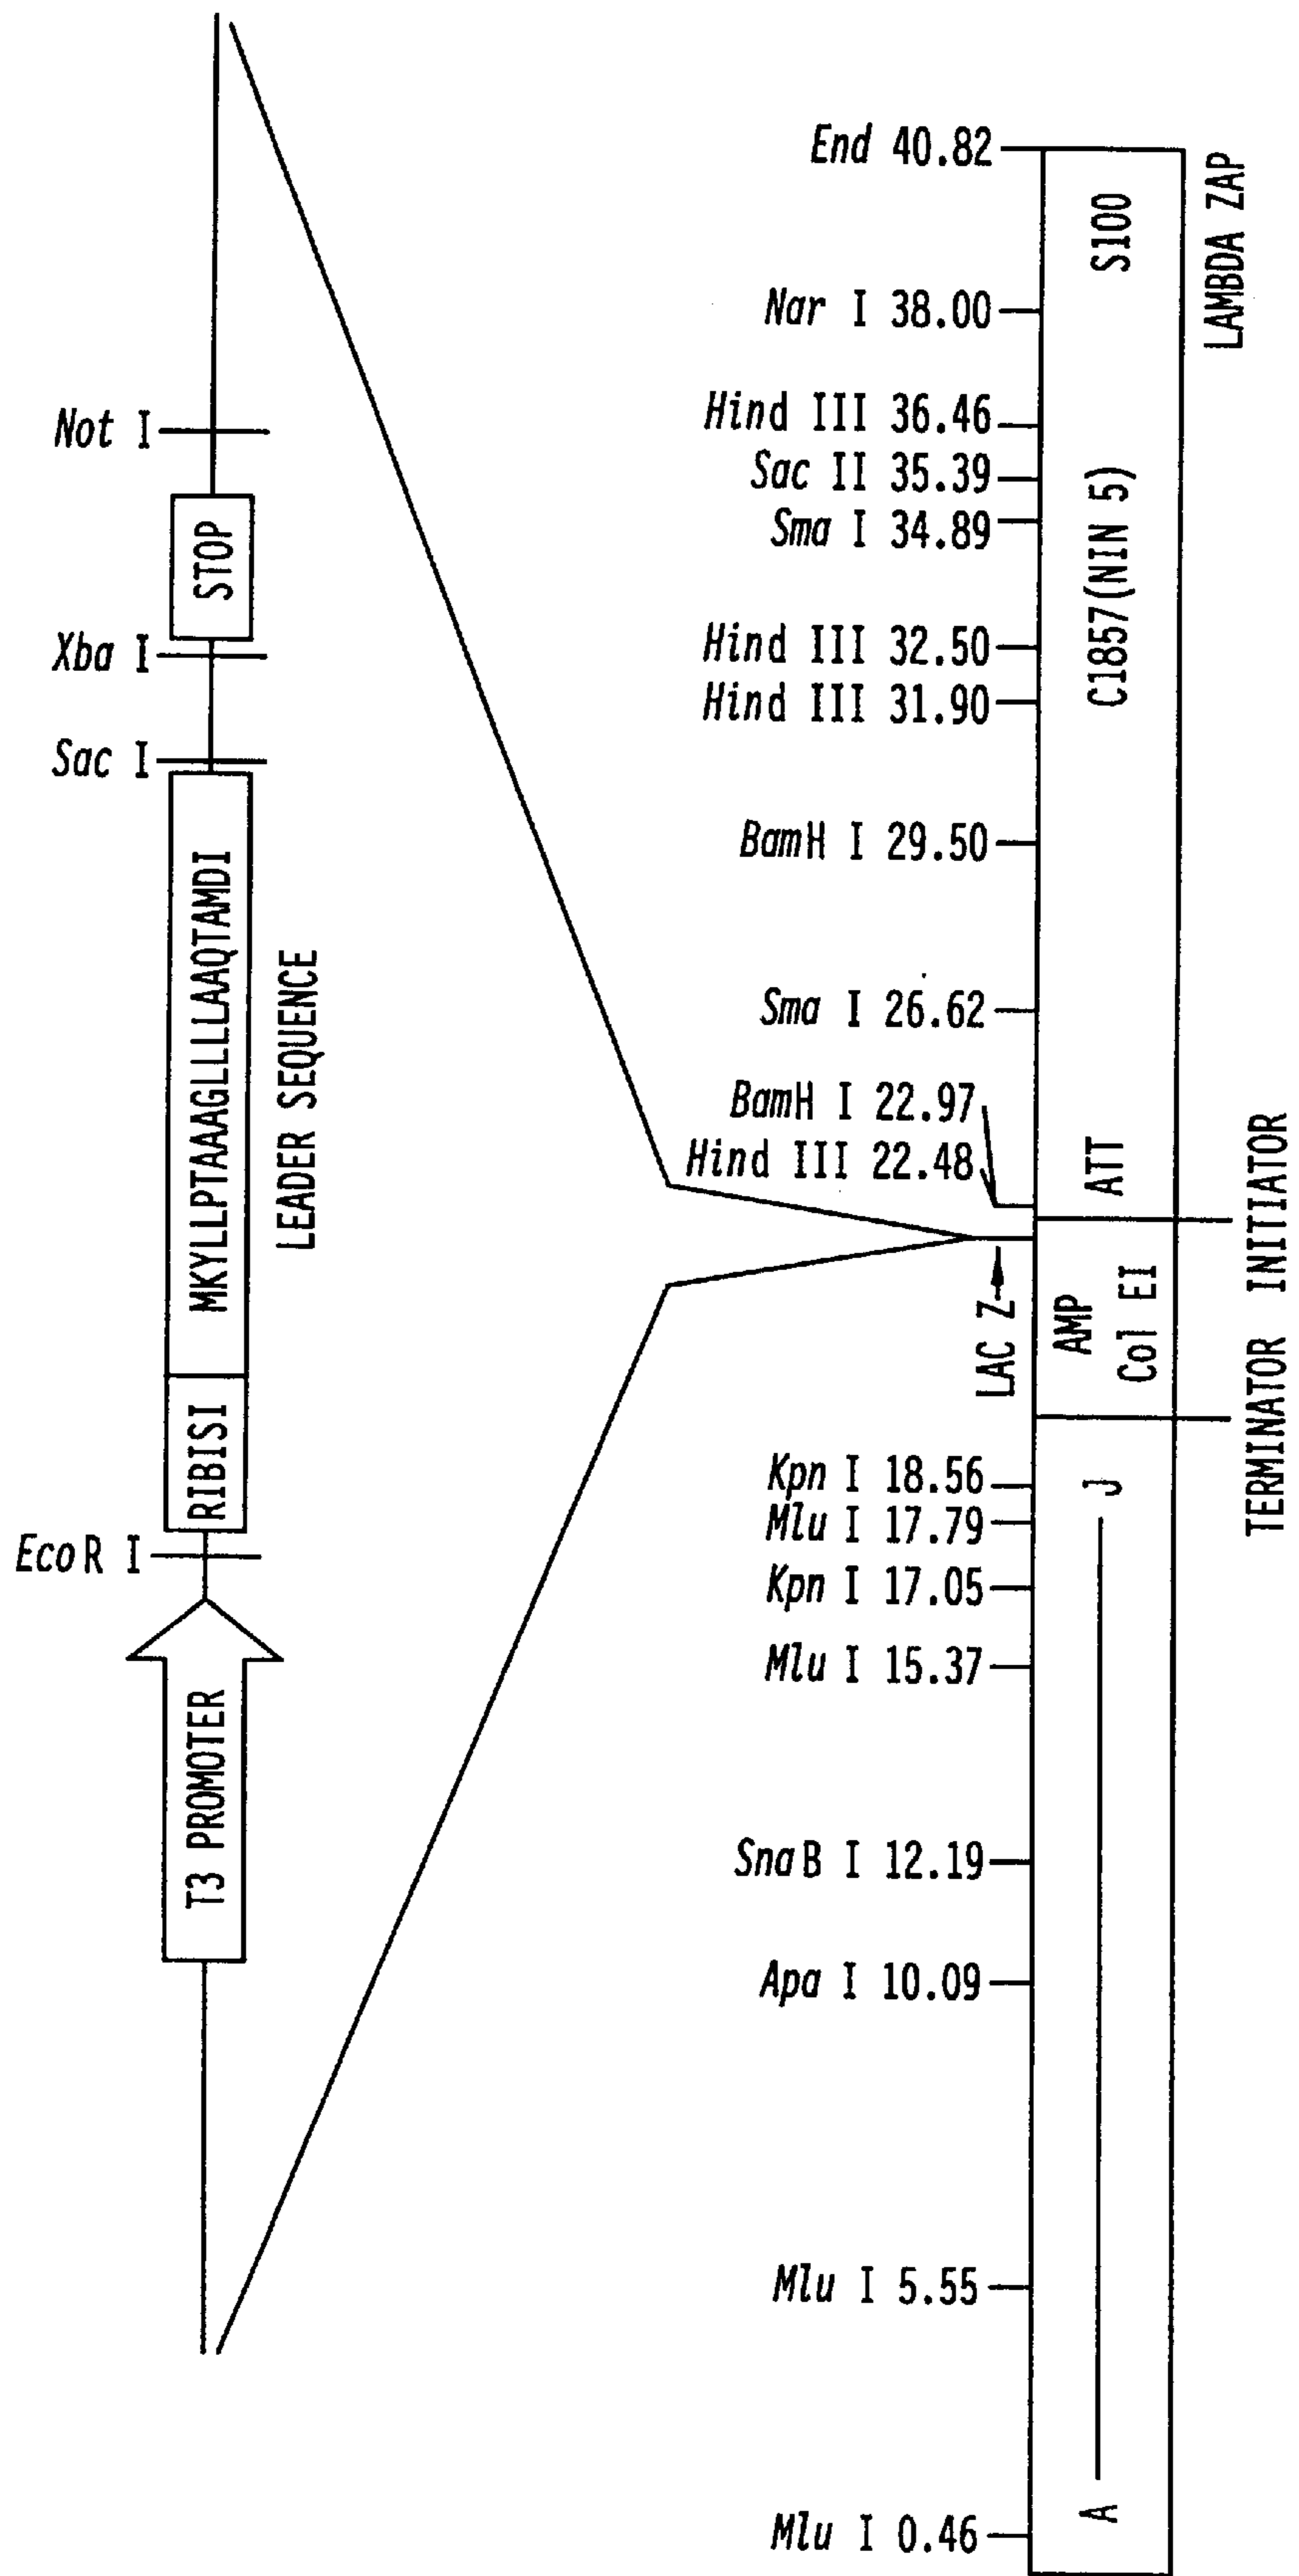 EcoR I
Sac I
Xba I
Not I
T3 PROMOTER
RIBISI
MKYLLPTAAAGLLLLAAQTAMDI
STOP
LEADER SEQUENCE
Mlu I 0.46
Mlu I 5.55
Apa I 10.09
SnaB I 12.19
Mlu I 15.37
Kpn I 17.05
Mlu I 17.79
Kpn I 18.56
LAC Z
Hind III 22.48
BamH I 22.97
Sma I 26.62
BamH I 29.50
Hind III 31.90
Hind III 32.50
Sma I 34.89
Sac II 35.39
Hind III 36.46
Nar I 38.00
End 40.82
A
J
AMP
Col EI
ATT
C1857(NIN 5)
S100
LAMBDA ZAP
TERMINATOR INITIATOR